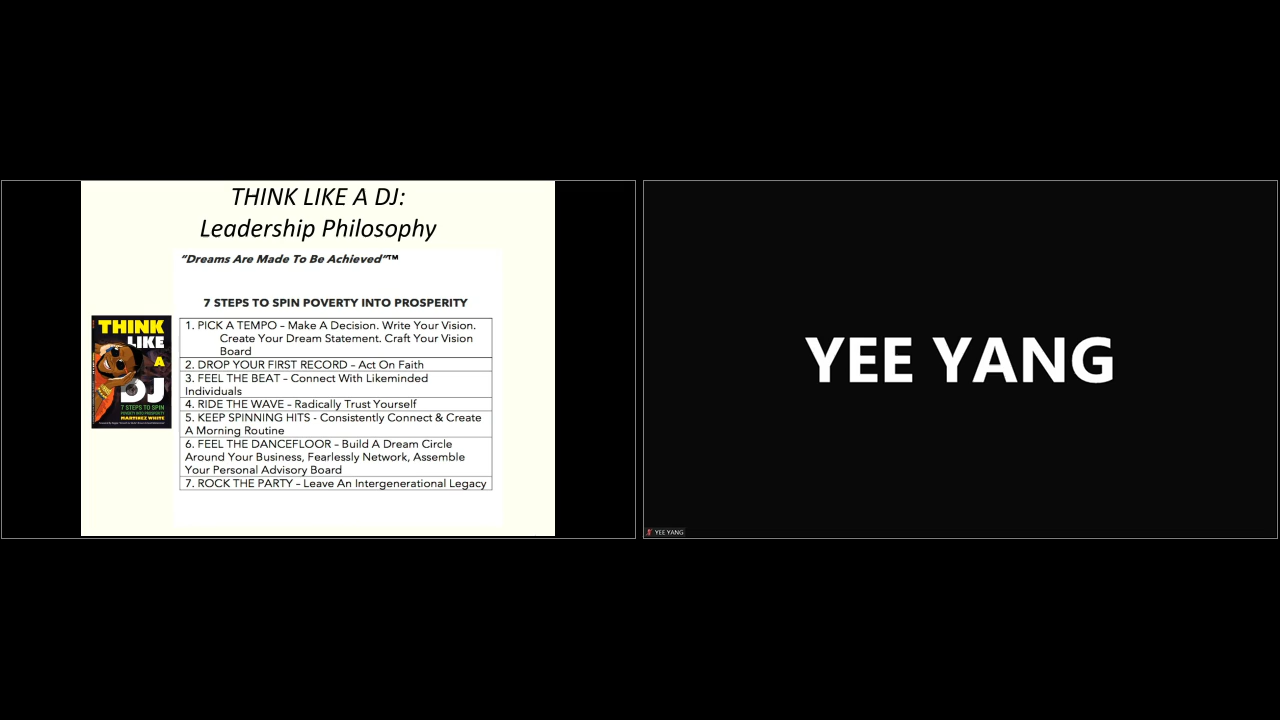 THINK LIKE A DJ:
Leadership Philosophy
"Dreams Are Made To Be Achieved"™
7 STEPS TO SPIN POVERTY INTO PROSPERITY
1. PICK A TEMPO – Make A Decision. Write Your Vision.
Create Your Dream Statement. Craft Your Vision
Board
2. DROP YOUR FIRST RECORD – Act On Faith
3. FEEL THE BEAT – Connect With Likeminded
Individuals
4. RIDE THE WAVE – Radically Trust Yourself
5. KEEP SPINNING HITS - Consistently Connect & Create
A Morning Routine
6. FEEL THE DANCEFLOOR – Build A Dream Circle
Around Your Business, Fearlessly Network, Assemble
Your Personal Advisory Board
7. ROCK THE PARTY – Leave An Intergenerational Legacy
THINK
LIKE
A
DJ
7 STEPS TO SPIN
POVERTY INTO PROSPERITY
MARTINEZ WHITE
YEE YANG
YEE YANG